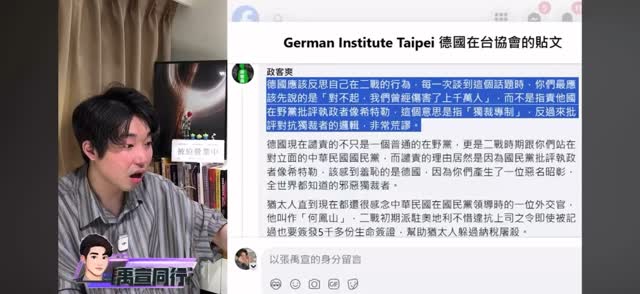 German Institute Taipei 德國在台協會的貼文
政客爽
德國應該反思自己在二戰的行為，每一次談到這個話題時、你們最應
該先說的是「對不起，我們曾經傷害了上千萬人」，而不是指責他國
在野黨批評執政者像希特勒，這個意思是指「獨裁專制」，反過來批
評對抗獨裁者的邏輯，非常荒謬。
德國現在譴責的不只是一個普通的在野黨，更是二戰時期跟你們站在
對立面的中華民國國民黨，而譴責的理由居然是因為國民黨批評執政
者像希特勒，該感到羞恥的是德國，因為你們產生了一位惡名昭彰、
全世界都知道的邪惡獨裁者。
猶太人直到現在都還很感念中華民國在國民黨領導時的一位外交官，
他叫作「何鳳山」，二戰初期派駐奧地利不惜違抗上司之令即使被記
過也要簽發5千多份生命簽證，幫助猶太人躲過納粹屠殺。
以張禹宣的身分留言
GIF
被迫營業中
禹宣同行